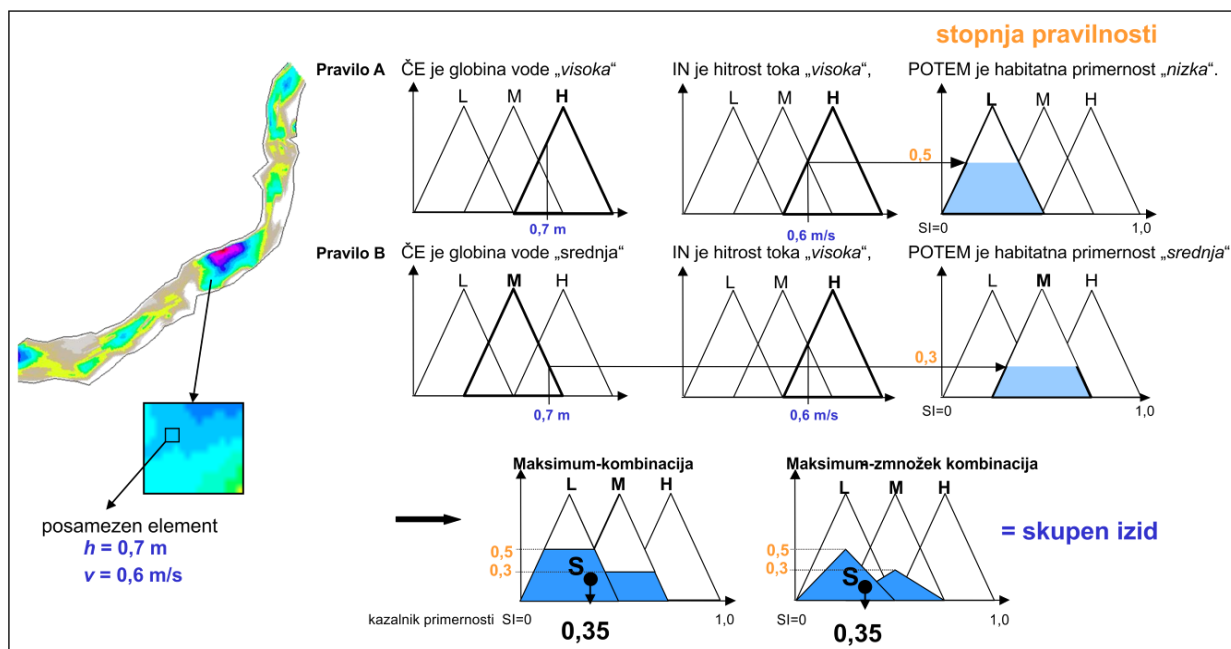 stopnja pravilnosti
Pravilo A
ČE je globina vode „visoka“
IN je hitrost toka „visoka“,
POTEM je habitatna primernost „nizka“.
L M H
0,7 m
L M H
0,6 m/s
0,5
L M H
SI=0 1,0
Pravilo B
ČE je globina vode „srednja“
IN je hitrost toka „visoka“,
POTEM je habitatna primernost „srednja“
L M H
0,7 m
L M H
0,6 m/s
0,3
L M H
SI=0 1,0
posamezen element
h = 0,7 m
v = 0,6 m/s
Maksimum-kombinacija
L M H
0,5
0,3
S
kazalnik primernosti SI=0 1,0
0,35
Maksimum-zmnožek kombinacija
L M H
0,5
0,3
S
SI=0 1,0
0,35
= skupen izid